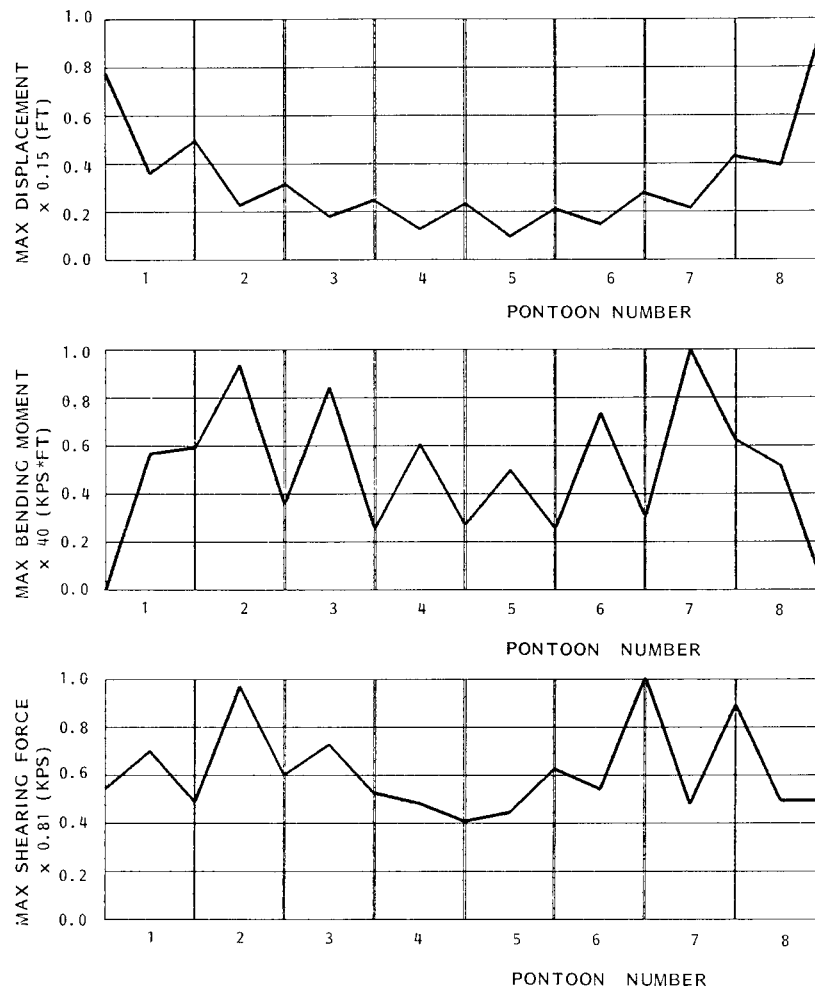 MAX DISPLACEMENT
x 0.15 (FT)
1.0
0.8
0.6
0.4
0.2
0.0
1 2 3 4 5 6 7 8
PONTOON NUMBER
MAX BENDING MOMENT
x 40 (KPS*FT)
1.0
0.8
0.6
0.4
0.2
0.0
1 2 3 4 5 6 7 8
PONTOON NUMBER
MAX SHEARING FORCE
x 0.81 (KPS)
1.0
0.8
0.6
0.4
0.2
0.0
1 2 3 4 5 6 7 8
PONTOON NUMBER